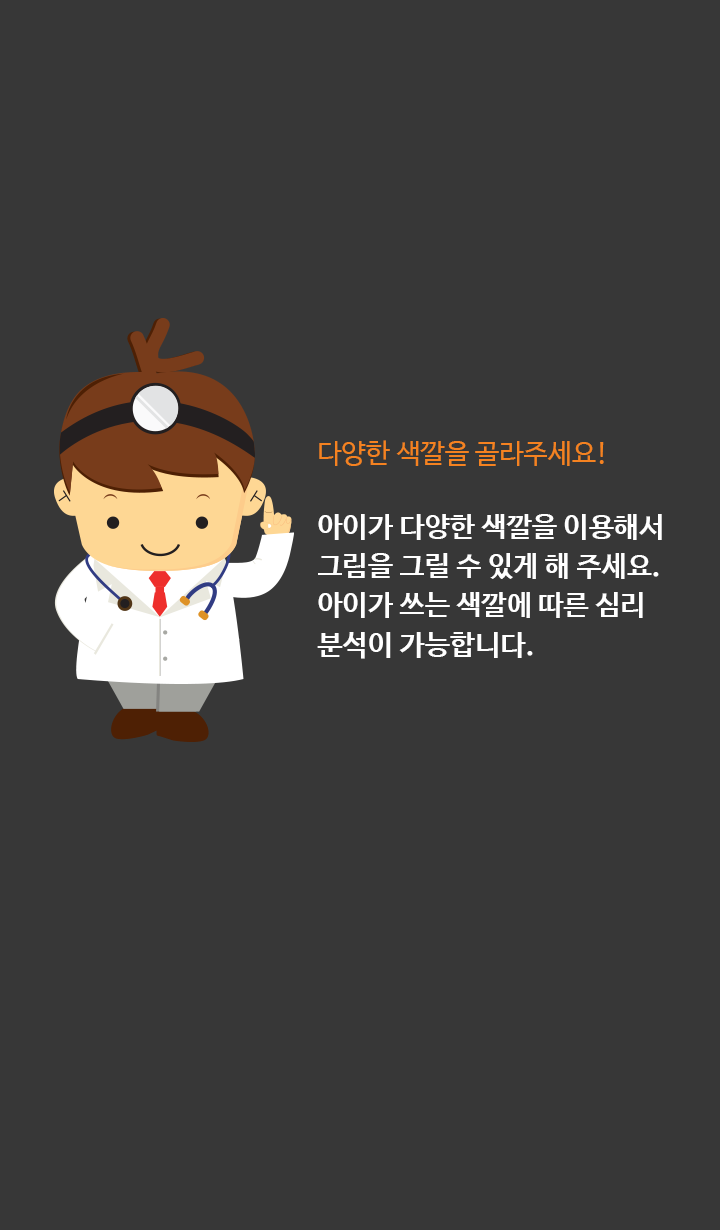 다양한 색깔을 골라주세요!
아이가 다양한 색깔을 이용해서
그림을 그릴 수 있게 해 주세요.
아이가 쓰는 색깔에 따른 심리
분석이 가능합니다.